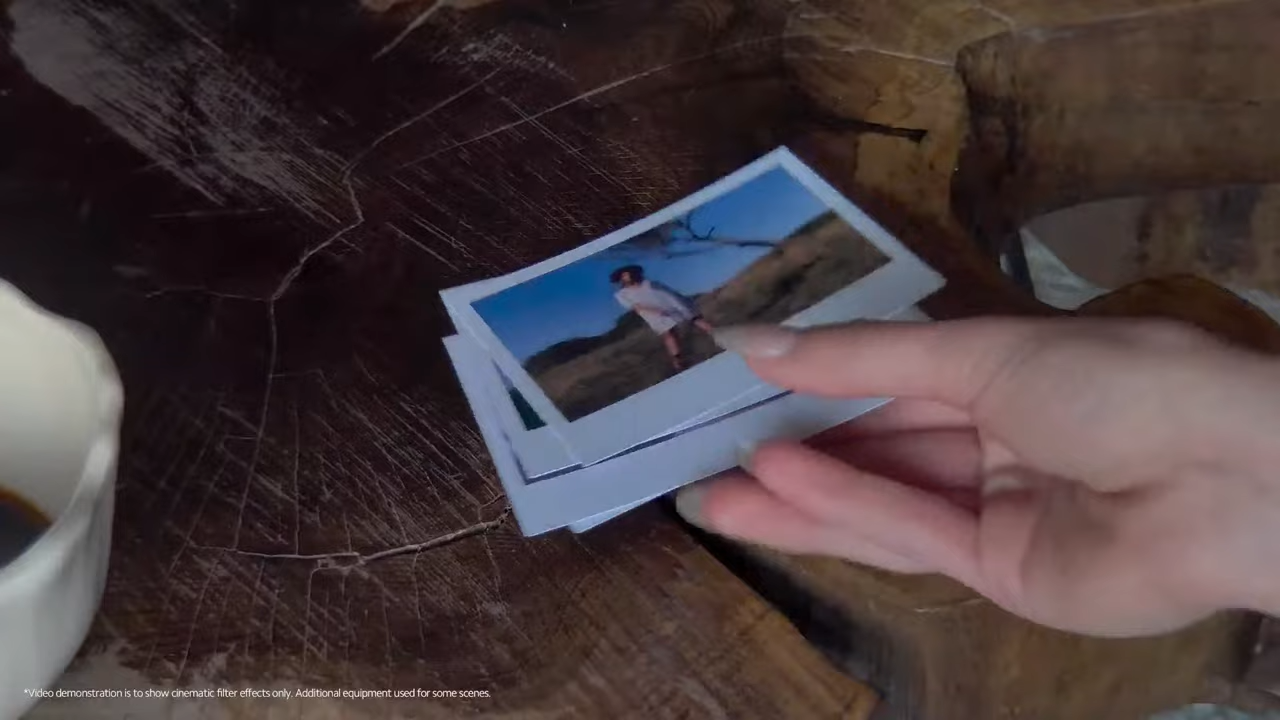 *Video demonstration is to show cinematic filter effects only. Additional equipment used for some scenes.